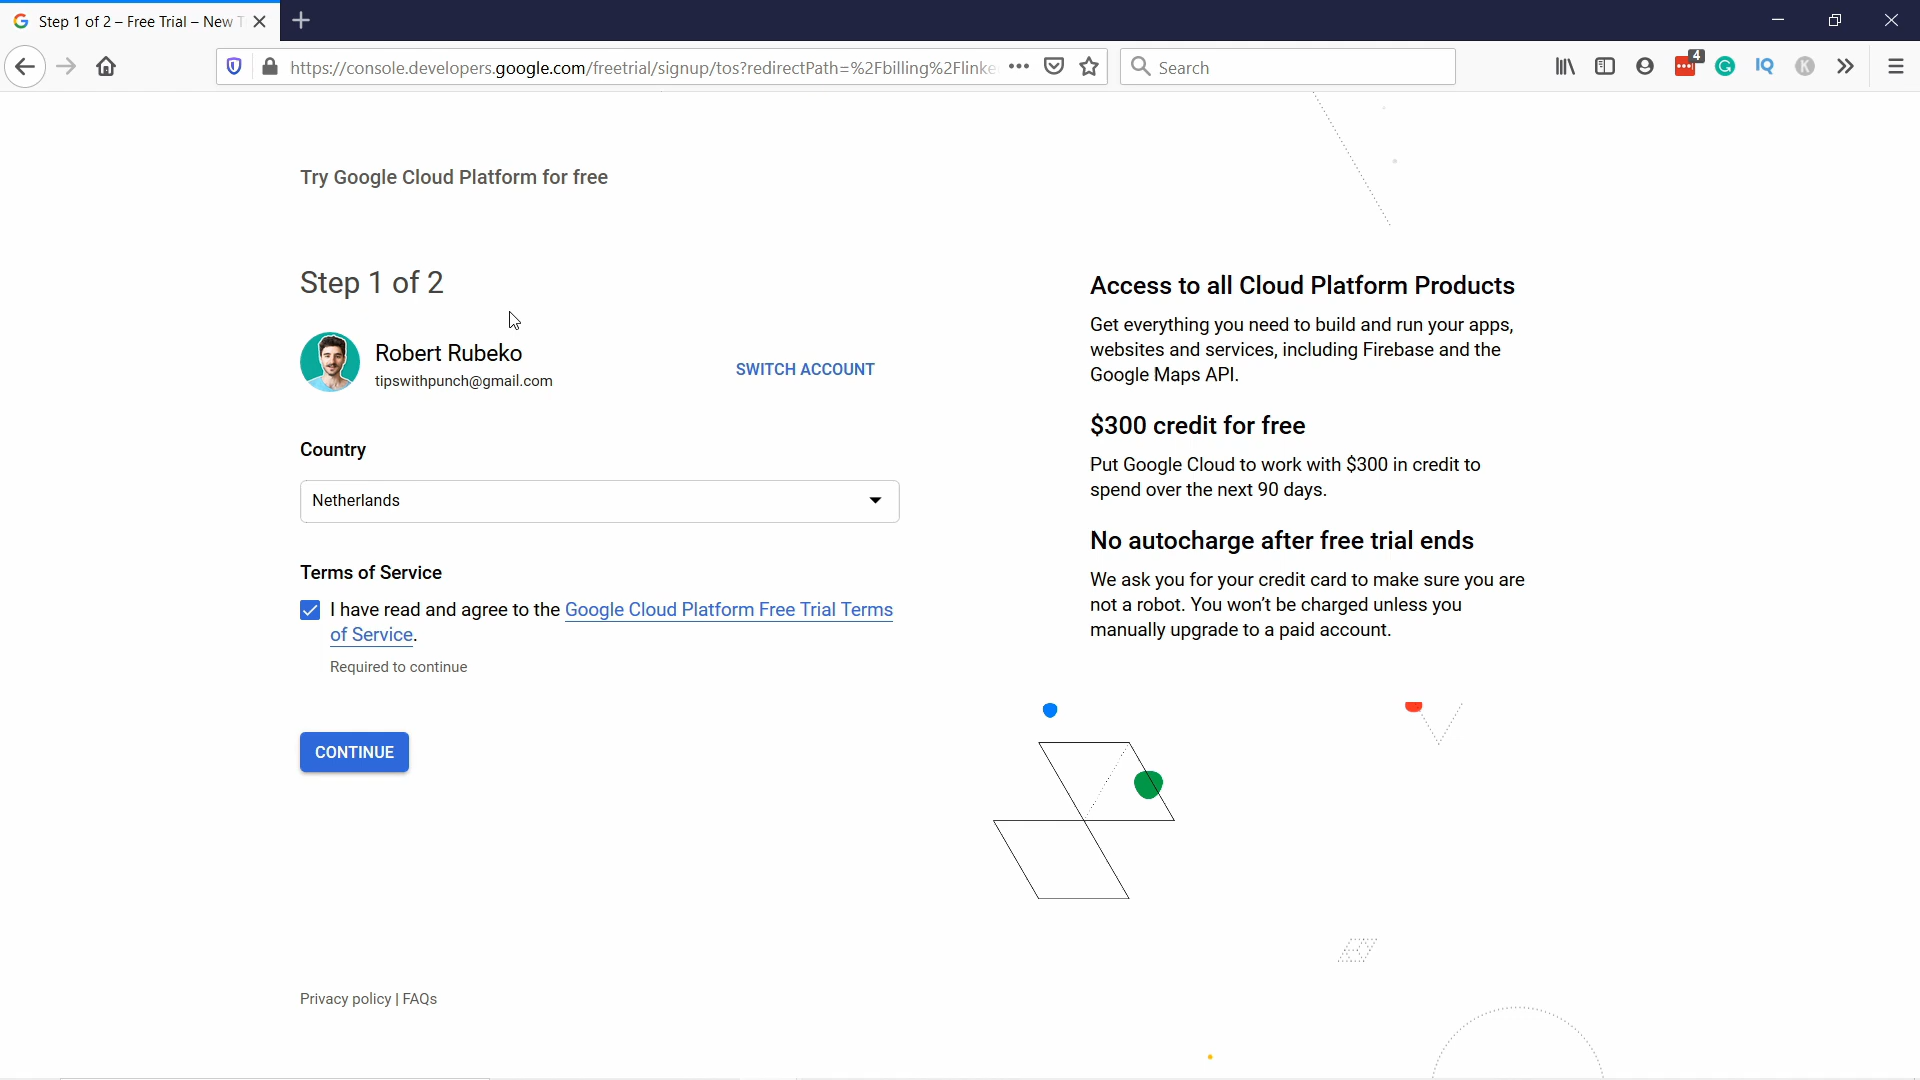 Step 1 of 2 – Free Trial – New
https://console.developers.google.com/freetrial/signup/tos?redirectPath=%2Fbilling%2Flinke
Search
4
IQ
K
Try Google Cloud Platform for free
Step 1 of 2
Robert Rubeko
tipswithpunch@gmail.com
SWITCH ACCOUNT
Country
Netherlands
Terms of Service
I have read and agree to the Google Cloud Platform Free Trial Terms
of Service.
Required to continue
CONTINUE
Access to all Cloud Platform Products
Get everything you need to build and run your apps,
websites and services, including Firebase and the
Google Maps API.
$300 credit for free
Put Google Cloud to work with $300 in credit to
spend over the next 90 days.
No autocharge after free trial ends
We ask you for your credit card to make sure you are
not a robot. You won't be charged unless you
manually upgrade to a paid account.
Privacy policy | FAQs